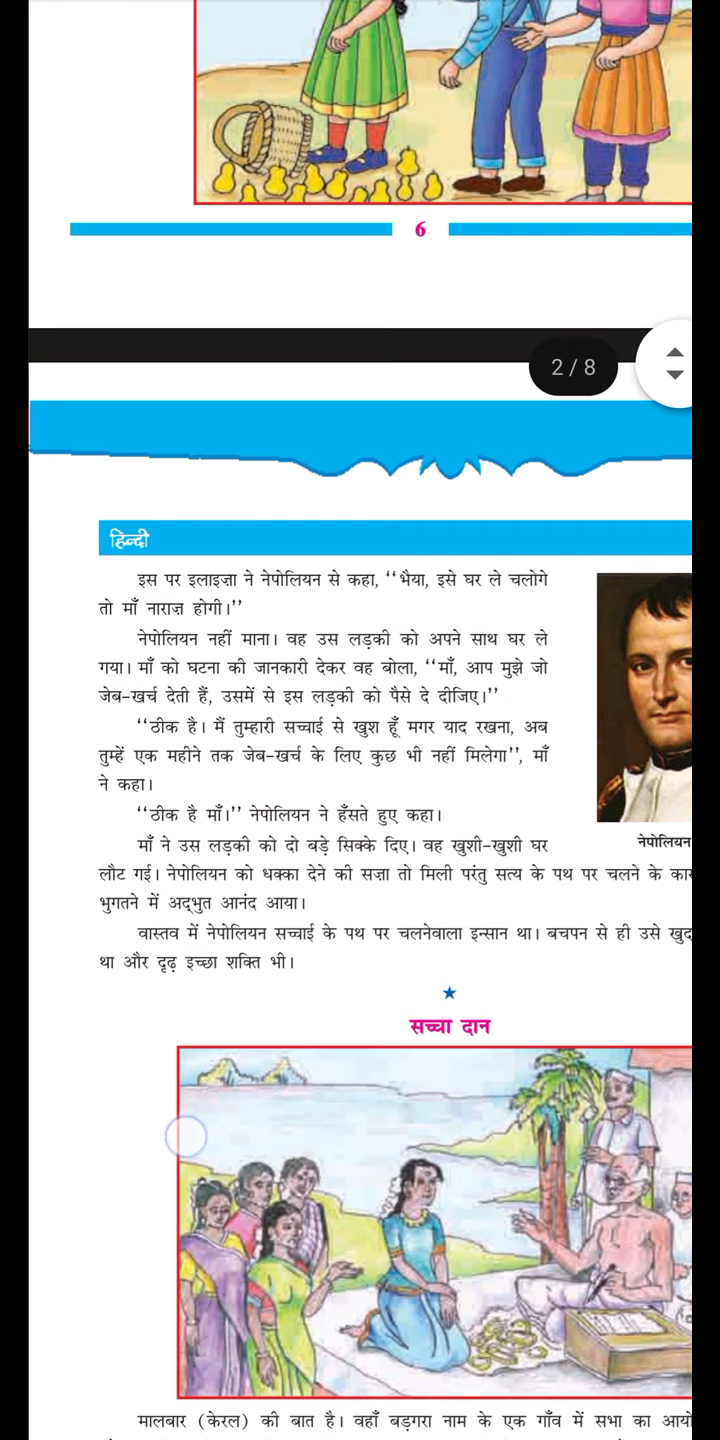 6
2 / 8
हिन्दी
इस पर इलाइज़ा ने नेपोलियन से कहा, ‘‘भैया, इसे घर ले चलोगे
तो माँ नाराज़ होगी।’’
नेपोलियन नहीं माना। वह उस लड़की को अपने साथ घर ले
गया। माँ को घटना की जानकारी देकर वह बोला, ‘‘माँ, आप मुझे जो
जेब-खर्च देती हैं, उसमें से इस लड़की को पैसे दे दीजिए।’’
‘‘ठीक है। मैं तुम्हारी सच्चाई से खुश हूँ मगर याद रखना, अब
तुम्हें एक महीने तक जेब-खर्च के लिए कुछ भी नहीं मिलेगा’’, माँ
ने कहा।
‘‘ठीक है माँ।’’ नेपोलियन ने हँसते हुए कहा।
माँ ने उस लड़की को दो बड़े सिक्के दिए। वह खुशी-खुशी घर
नेपोलियन
लौट गई। नेपोलियन को धक्का देने की सज़ा तो मिली परंतु सत्य के पथ पर चलने के
भुगतने में अद्भुत आनंद आया।
वास्तव में नेपोलियन सच्चाई के पथ पर चलनेवाला इन्सान था। बचपन से ही उसे खुद
था और दृढ़ इच्छा शक्ति भी।
सच्चा दान
मालबार (केरल) की बात है। वहाँ बड़गरा नाम के एक गाँव में सभा का